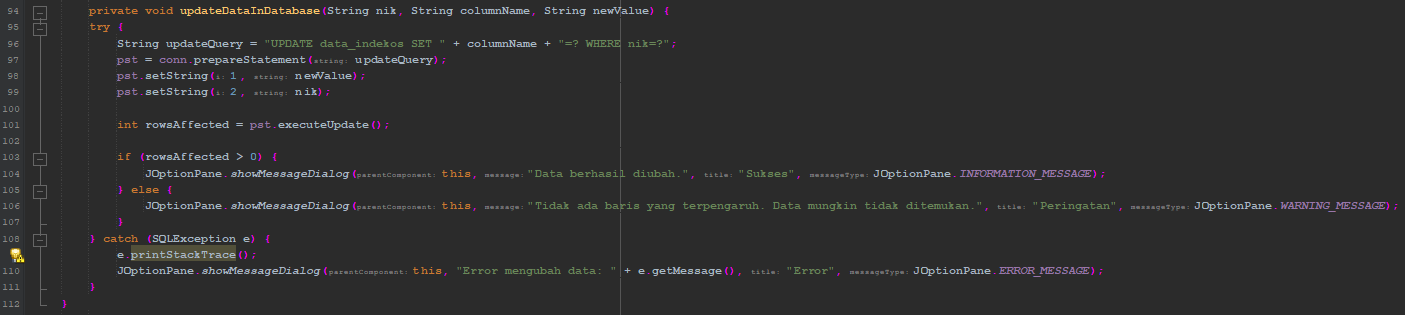 94 private void updateDataInDatabase(String nik, String columnName, String newValue) {
95 try {
96 String updateQuery = "UPDATE data_indekos SET " + columnName + "=? WHERE nik=?";
97 pst = conn.prepareStatement(string: updateQuery);
98 pst.setString(i: 1, string: newValue);
99 pst.setString(i: 2, string: nik);
100
101 int rowsAffected = pst.executeUpdate();
102
103 if (rowsAffected > 0) {
104 JOptionPane.showMessageDialog(parentComponent: this, message: "Data berhasil diubah.", title: "Sukses", messageType: JOptionPane.INFORMATION_MESSAGE);
105 } else {
106 JOptionPane.showMessageDialog(parentComponent: this, message: "Tidak ada baris yang terpengaruh. Data mungkin tidak ditemukan.", title: "Peringatan", messageType: JOptionPane.WARNING_MESSAGE);
107 }
108 } catch (SQLException e) {
e.printStackTrace();
110 JOptionPane.showMessageDialog(parentComponent: this, "Error mengubah data: " + e.getMessage(), title: "Error", messageType: JOptionPane.ERROR_MESSAGE);
111 }
112 }